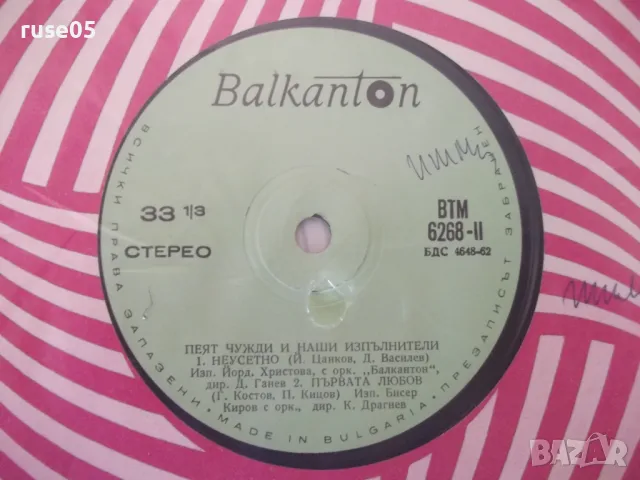 ruse05
Balkanton
ВСИЧКИ ПРАВА ЗАПАЗЕНИ • MADE IN BULGARIA • ПРЕЗАПИСЪТ ЗАБРАНЕН
33 1/3
СТЕРЕО
ВТМ
6268-II
БДС 4648-62
ПЕЯТ ЧУЖДИ И НАШИ ИЗПЪЛНИТЕЛИ
1. НЕУСЕТНО (Й. Цанков, Д. Василев)
Изп. Йорд. Христова, с орк. „Балкантон“,
дир. Д. Ганев 2. ПЪРВАТА ЛЮБОВ
(Г. Костов, П. Кицов) Изп. Бисер
Киров с орк., дир. К. Драгнев
BAZAR